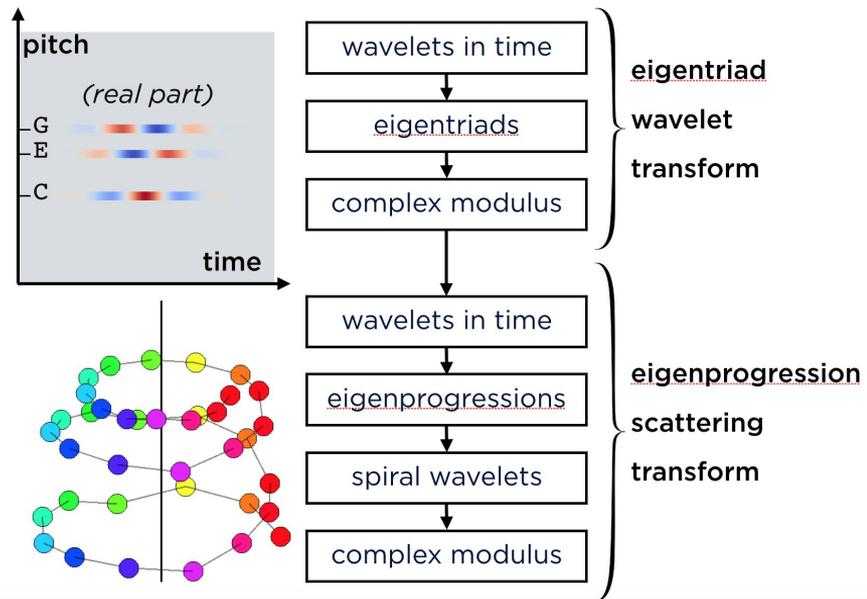 pitch
(real part)
G
E
C
time
wavelets in time
eigentriads
complex modulus
eigentriad
wavelet
transform
wavelets in time
eigenprogressions
spiral wavelets
complex modulus
eigenprogression
scattering
transform